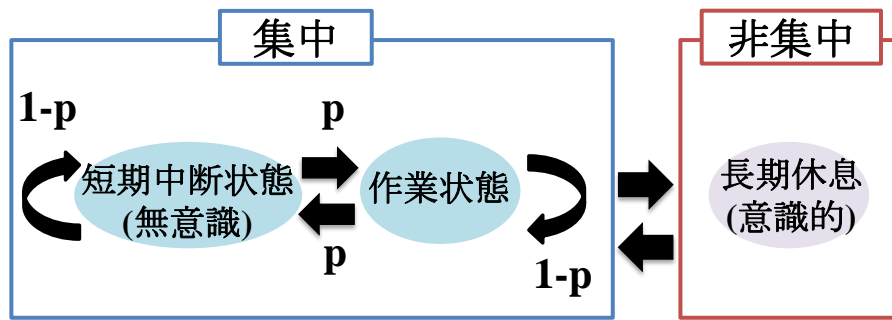 集中
非集中
1-p
p
短期中断状態
(無意識)
作業状態
長期休息
(意識的)
p
1-p